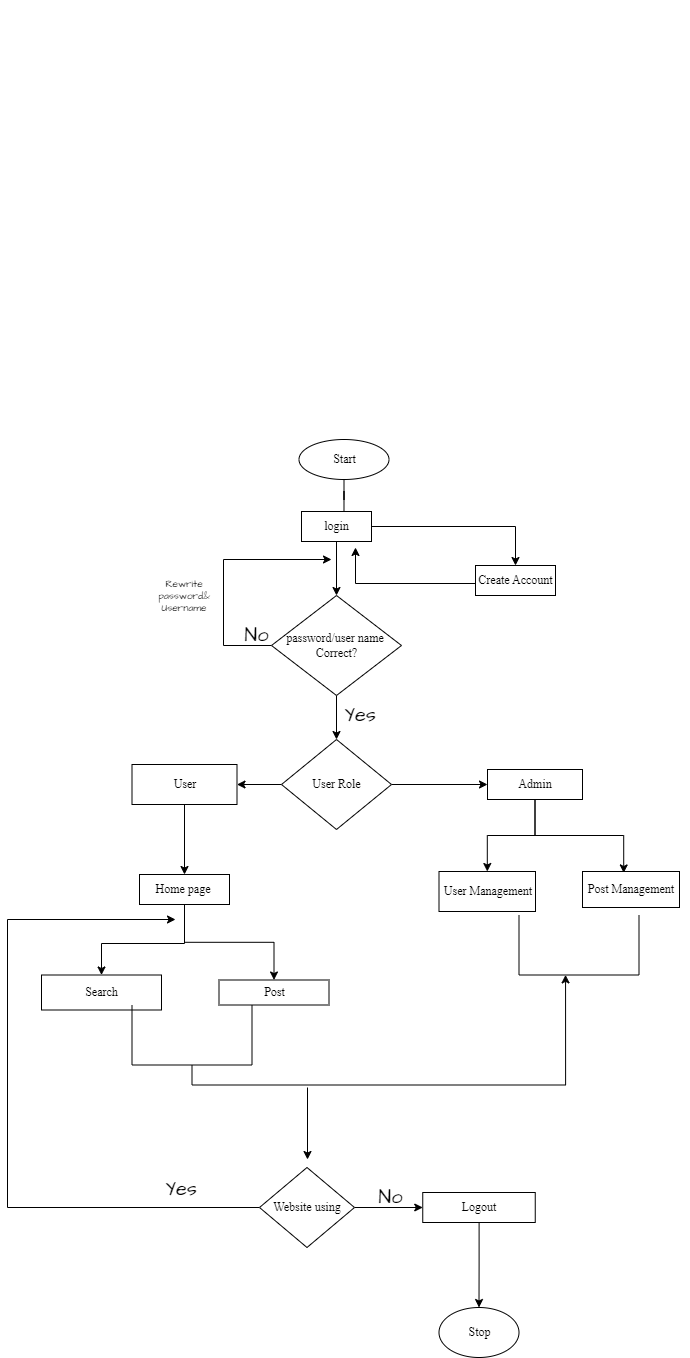 Start
login
Create Account
Rewrite
password&
Username
No
password/user name
Correct?
Yes
User
User Role
Admin
Home page
User Management
Post Management
Search
Post
Yes
Website using
No
Logout
Stop